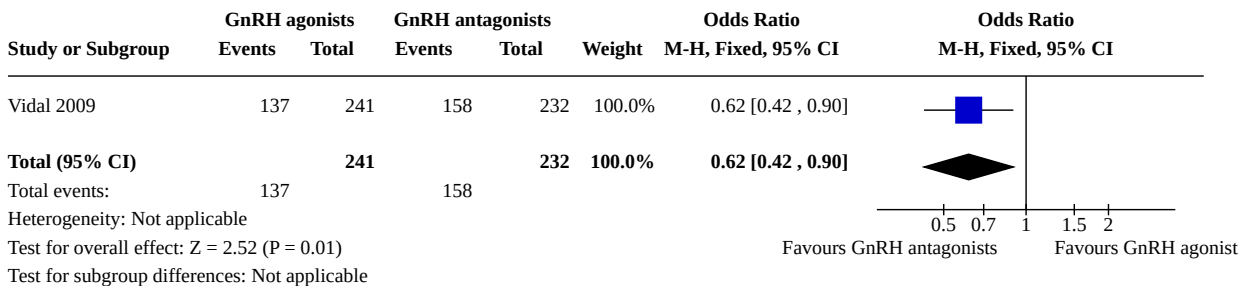 GnRH agonists GnRH antagonists Odds Ratio Odds Ratio
Study or Subgroup Events Total Events Total Weight M-H, Fixed, 95% CI M-H, Fixed, 95% CI
Vidal 2009 137 241 158 232 100.0% 0.62 [0.42 , 0.90]
Total (95% CI) 241 232 100.0% 0.62 [0.42 , 0.90]
Total events: 137 158
Heterogeneity: Not applicable
0.5 0.7 1 1.5 2
Test for overall effect: Z = 2.52 (P = 0.01)
Favours GnRH antagonists Favours GnRH agonist
Test for subgroup differences: Not applicable